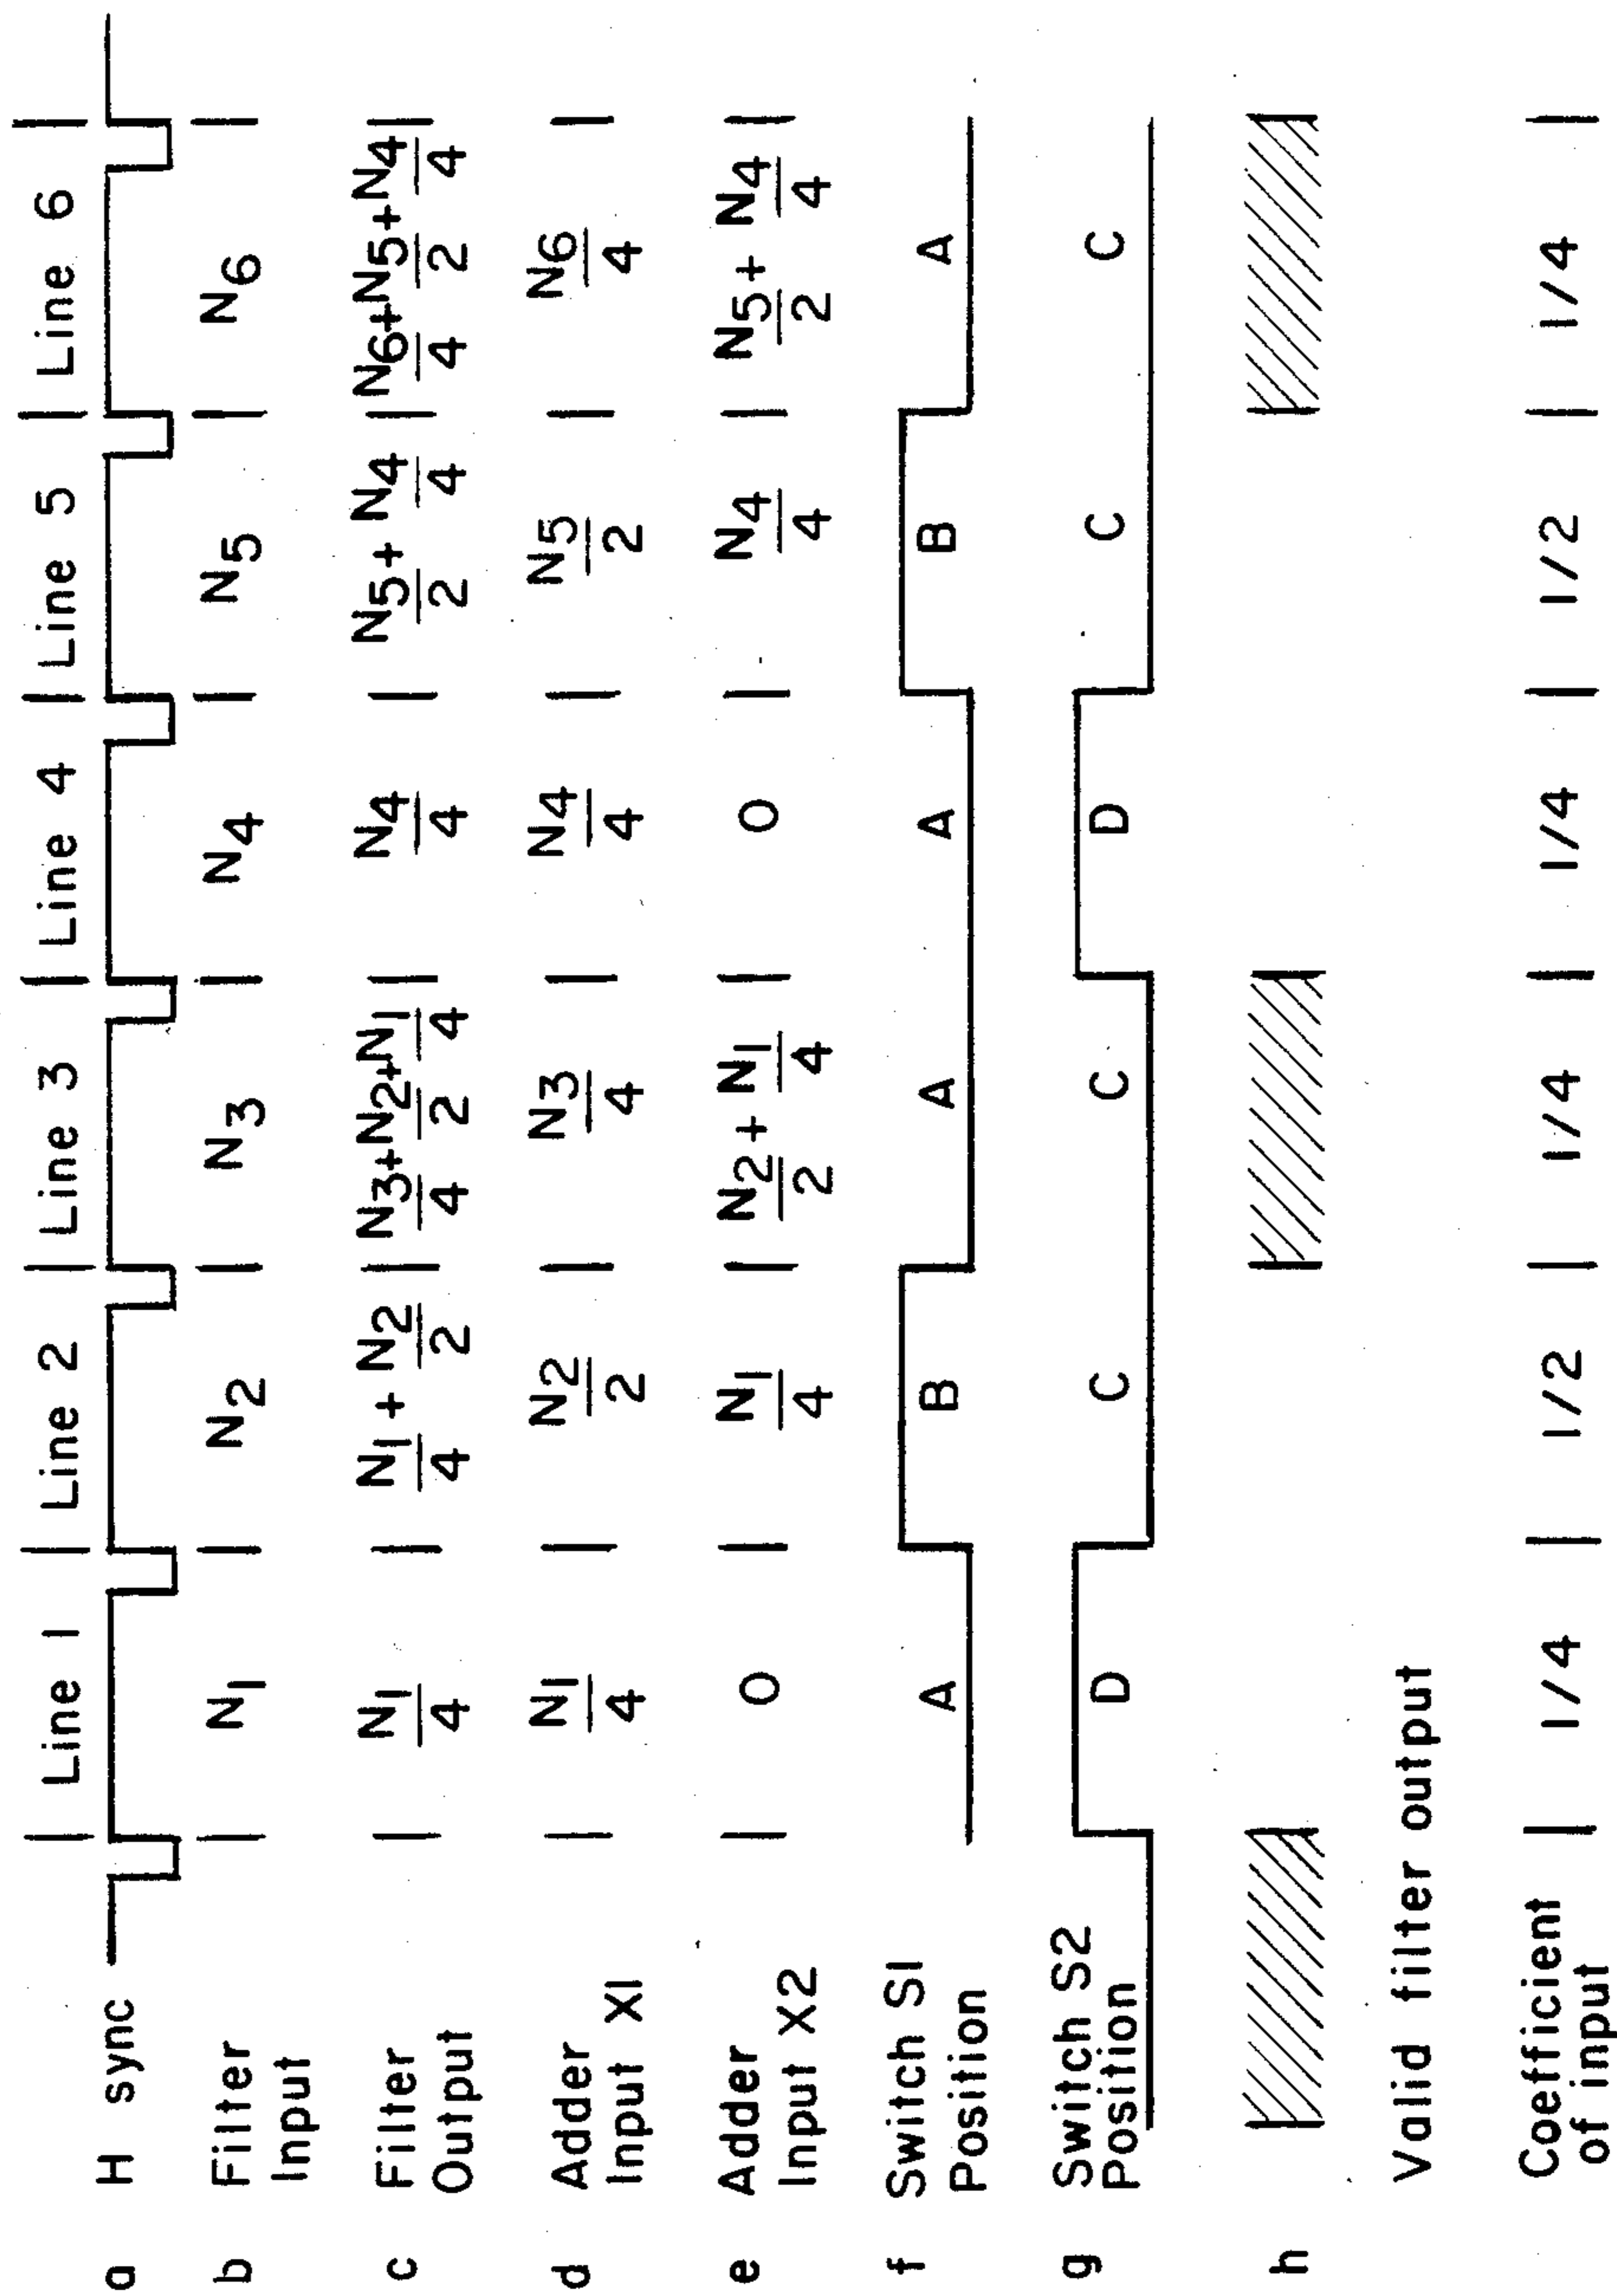 Line 1 | Line 2 | Line 3 | Line 4 | Line 5 | Line 6
a H sync
b Filter Input | N1 | N2 | N3 | N4 | N5 | N6
c Filter Output | N1/4 | N1/4 + N2/2 | N3/4+N2/2+N1/4 | N4/4 | N5/2 + N4/4 | N6/4+N5/2+N4/4
d Adder Input X1 | N1/4 | N2/2 | N3/4 | N4/4 | N5/2 | N6/4
e Adder Input X2 | 0 | N1/4 | N2/2 + N1/4 | 0 | N4/4 | N5/2 + N4/4
f Switch S1 Position A B A A B A
g Switch S2 Position D C C D C C
h
Valid filter output
Coefficient of input | 1/4 | 1/2 | 1/4 | 1/4 | 1/2 | 1/4 |